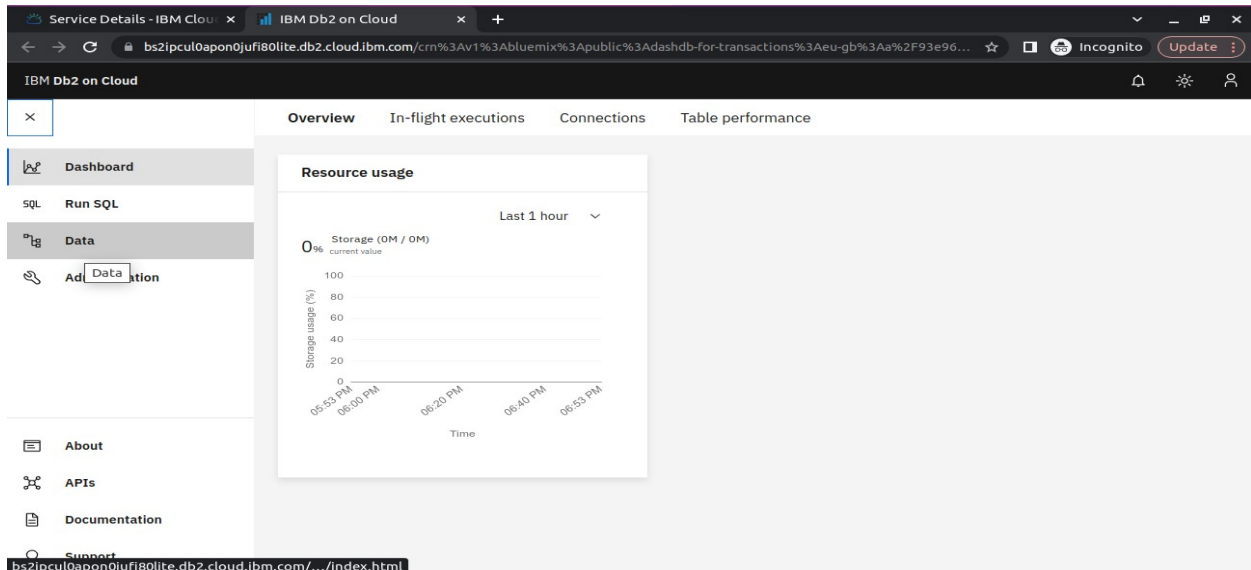 Service Details - IBM Clou
IBM Db2 on Cloud
bs2ipcul0apon0jufi80lite.db2.cloud.ibm.com/crn%3Av1%3Abluemix%3Apublic%3Adashdb-for-transactions%3Aeu-gb%3Aa%2F93e96...
Incognito
Update
IBM Db2 on Cloud
Overview In-flight executions Connections Table performance
Dashboard
SQL Run SQL
Data
Data
Ad ation
About
APIs
Documentation
Support
bs2ipcul0apon0jufi80lite.db2.cloud.ibm.com/.../index.html
Resource usage
Last 1 hour
0% Storage (0M / 0M)
current value
Storage usage (%)
100
80
60
40
20
0
05:53 PM 06:00 PM 06:20 PM 06:40 PM 06:53 PM
Time